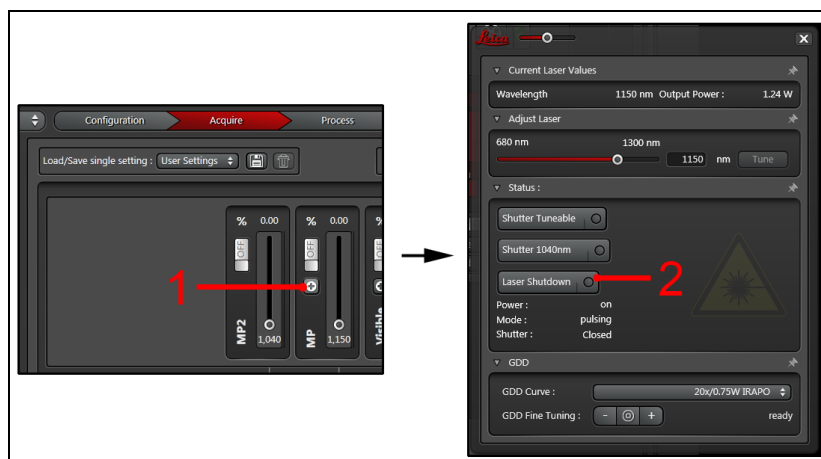 Configuration Acquire Process
Load/Save single setting : User Settings
% 0.00 % 0.00 %
OFF OFF
1
MP2 MP Visible
1,040 1,150
Leica
Current Laser Values
Wavelength 1150 nm Output Power : 1.24 W
Adjust Laser
680 nm 1300 nm
1150 nm Tune
Status :
Shutter Tuneable
Shutter 1040nm
Laser Shutdown 2
Power : on
Mode : pulsing
Shutter : Closed
GDD
GDD Curve : 20x/0.75W IRAPO
GDD Fine Tuning : - + ready